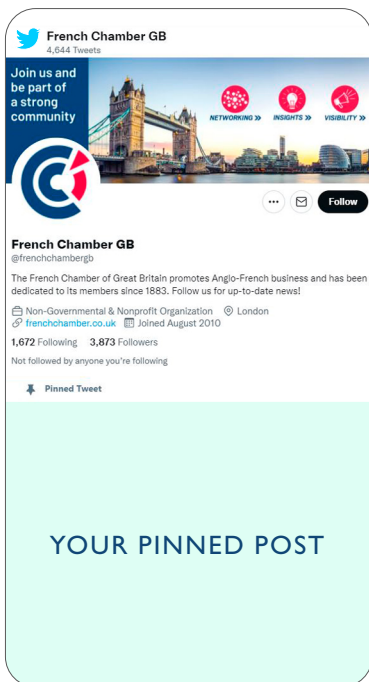 French Chamber GB
4,644 Tweets
Join us and
be part of
a strong
community
NETWORKING » INSIGHTS » VISIBILITY »
Follow
French Chamber GB
@frenchchambergb
The French Chamber of Great Britain promotes Anglo-French business and has been
dedicated to its members since 1883. Follow us for up-to-date news!
Non-Governmental & Nonprofit Organization London
frenchchamber.co.uk Joined August 2010
1,672 Following 3,873 Followers
Not followed by anyone you're following
Pinned Tweet
YOUR PINNED POST